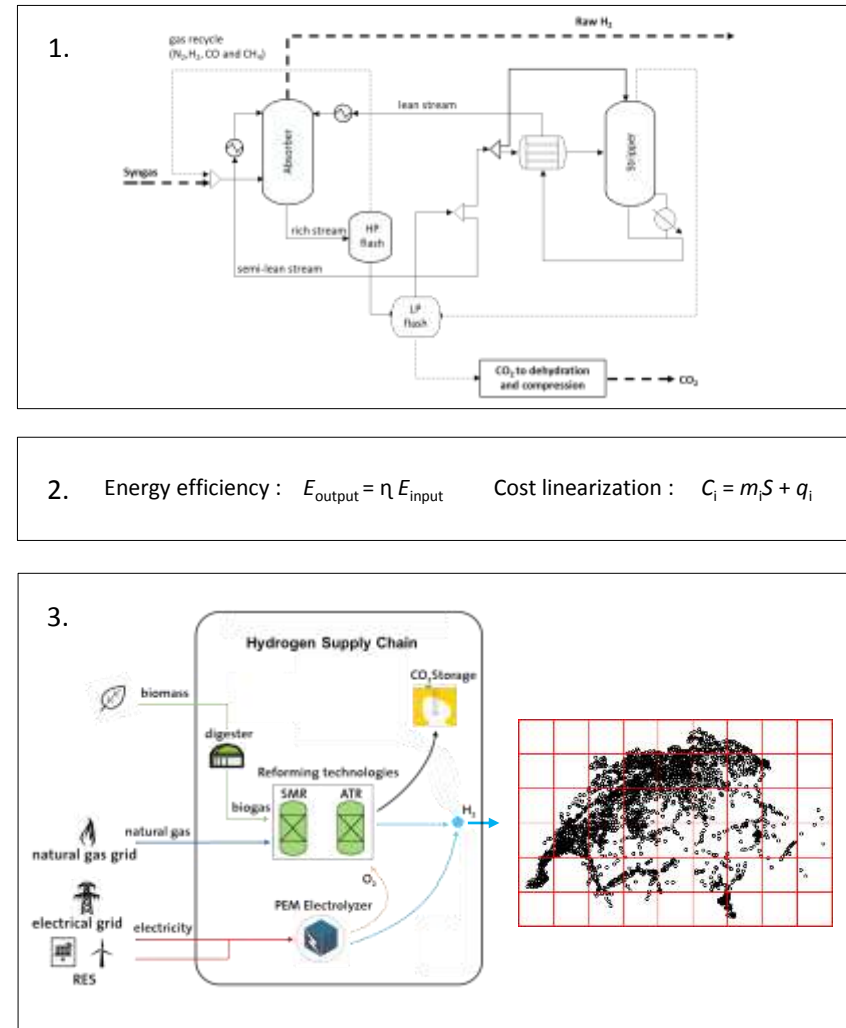 1.
Raw H₂
gas recycle
(N₂, H₂, CO and CH₄)
lean stream
Absorber
Stripper
Syngas
rich stream
HP
flash
semi-lean stream
LP
flash
CO₂ to dehydration
and compression
CO₂
2. Energy efficiency : E_output = η E_input Cost linearization : C_i = m_iS + q_i
3.
Hydrogen Supply Chain
CO₂Storage
biomass
digester
Reforming technologies
SMR ATR
biogas
H₂
natural gas
natural gas grid
O₂
PEM Electrolyzer
electrical grid
electricity
RES